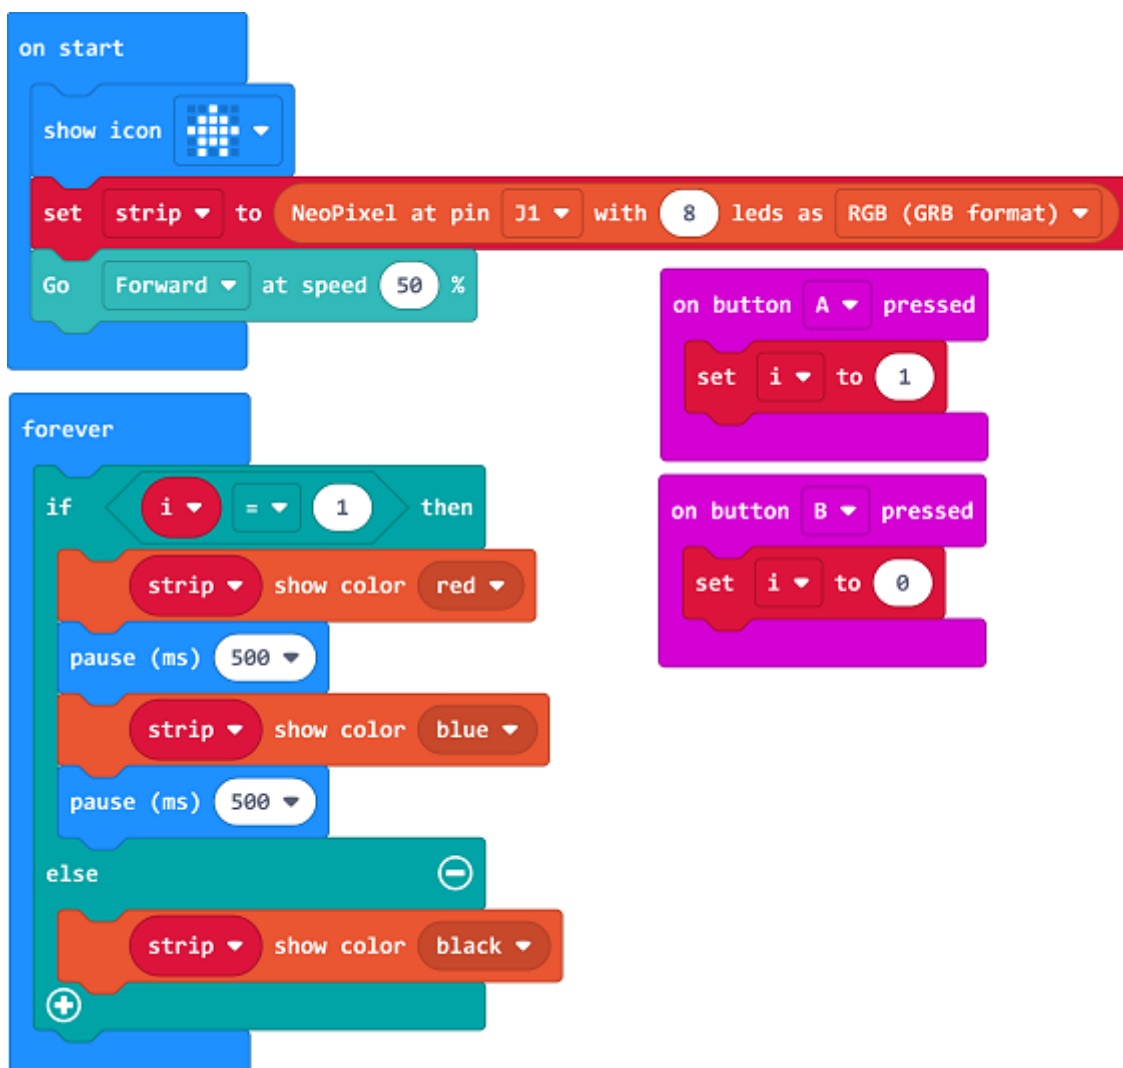 on start
show icon
set strip to NeoPixel at pin J1 with 8 leds as RGB (GRB format)
Go Forward at speed 50 %
on button A pressed
set i to 1
forever
if i = 1 then
strip show color red
pause (ms) 500
strip show color blue
pause (ms) 500
else
strip show color black
on button B pressed
set i to 0